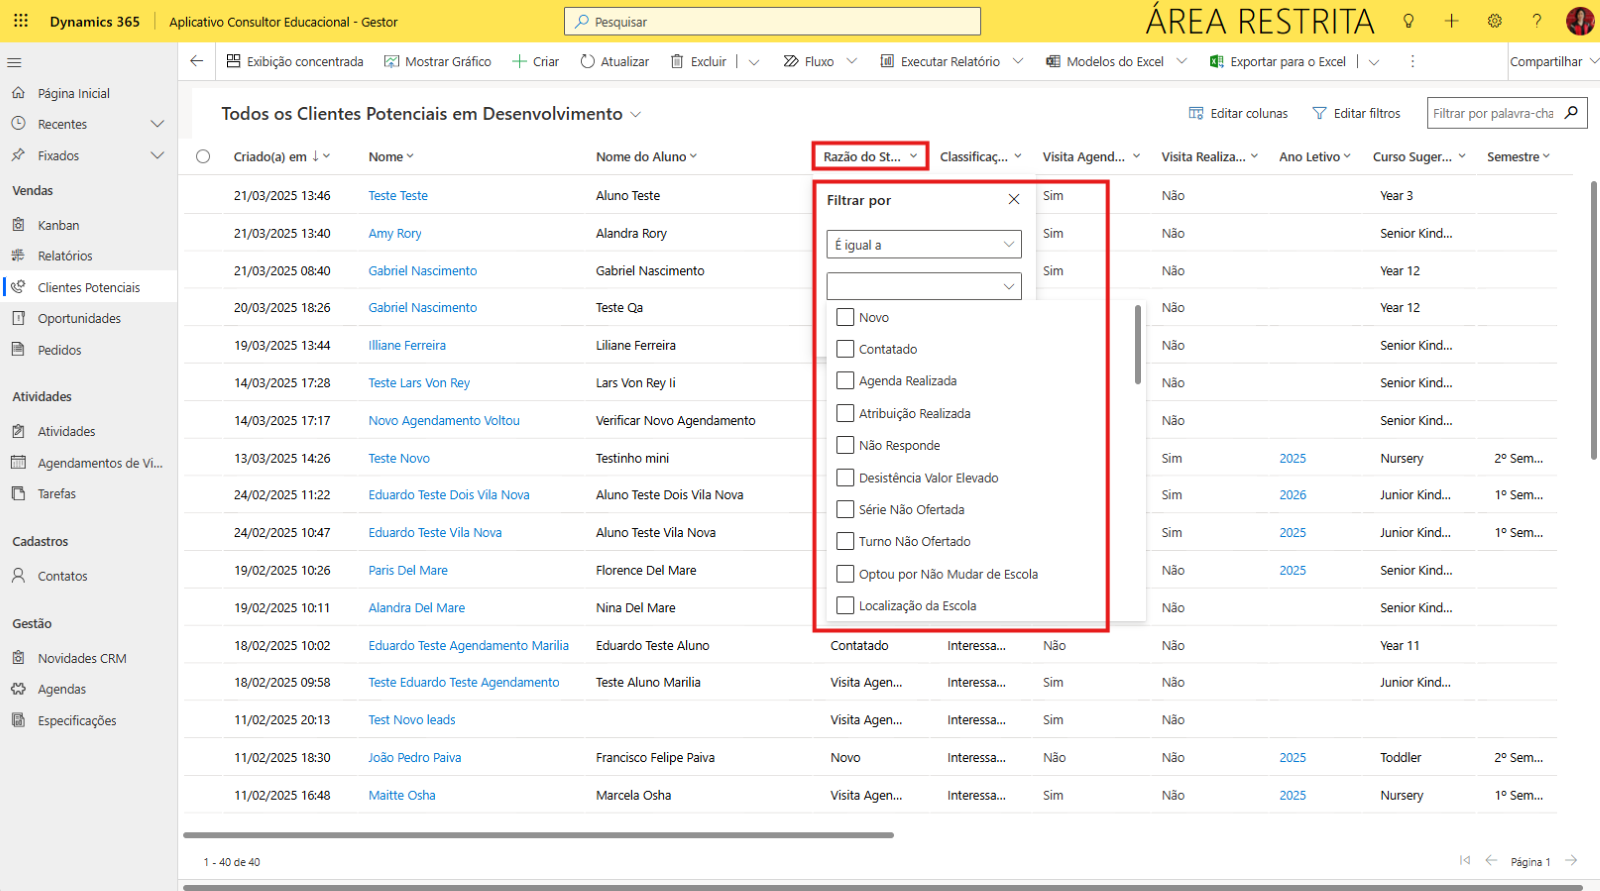 Dynamics 365
Aplicativo Consultor Educacional - Gestor
Pesquisar
ÁREA RESTRITA
?
Exibição concentrada
Mostrar Gráfico
Criar
Atualizar
Excluir
Fluxo
Executar Relatório
Modelos do Excel
Exportar para o Excel
Compartilhar
Página Inicial
Recentes
Fixados
Vendas
Kanban
Relatórios
Clientes Potenciais
Oportunidades
Pedidos
Atividades
Atividades
Agendamentos de Vi...
Tarefas
Cadastros
Contatos
Gestão
Novidades CRM
Agendas
Especificações
Todos os Clientes Potenciais em Desenvolvimento
Editar colunas
Editar filtros
Filtrar por palavra-cha
Criado(a) em ↓ Nome Nome do Aluno Razão do St... Classificaç... Visita Agend... Visita Realiza... Ano Letivo Curso Suger... Semestre
21/03/2025 13:46 Teste Teste Aluno Teste Sim Não Year 3
21/03/2025 13:40 Amy Rory Alandra Rory Sim Não Senior Kind...
21/03/2025 08:40 Gabriel Nascimento Gabriel Nascimento Sim Não Year 12
20/03/2025 18:26 Gabriel Nascimento Teste Qa Não Year 12
19/03/2025 13:44 Illiane Ferreira Liliane Ferreira Não Senior Kind...
14/03/2025 17:28 Teste Lars Von Rey Lars Von Rey Ii Não Senior Kind...
14/03/2025 17:17 Novo Agendamento Voltou Verificar Novo Agendamento Não Senior Kind...
13/03/2025 14:26 Teste Novo Testinho mini Sim 2025 Nursery 2º Sem...
24/02/2025 11:22 Eduardo Teste Dois Vila Nova Aluno Teste Dois Vila Nova Sim 2026 Junior Kind... 1º Sem...
24/02/2025 10:47 Eduardo Teste Vila Nova Aluno Teste Vila Nova Sim 2025 Junior Kind... 1º Sem...
19/02/2025 10:26 Paris Del Mare Florence Del Mare Não 2025 Senior Kind...
19/02/2025 10:11 Alandra Del Mare Nina Del Mare Não Senior Kind...
18/02/2025 10:02 Eduardo Teste Agendamento Marilia Eduardo Teste Aluno Contatado Interessa... Não Não Year 11
18/02/2025 09:58 Teste Eduardo Teste Agendamento Teste Aluno Marilia Visita Agen... Interessa... Sim Não Junior Kind...
11/02/2025 20:13 Test Novo leads Visita Agen... Interessa... Sim Não
11/02/2025 18:30 João Pedro Paiva Francisco Felipe Paiva Novo Interessa... Não Não 2025 Toddler 2º Sem...
11/02/2025 16:48 Maitte Osha Marcela Osha Visita Agen... Interessa... Sim Não 2025 Nursery 1º Sem...
Filtrar por
É igual a
Novo
Contatado
Agenda Realizada
Atribuição Realizada
Não Responde
Desistência Valor Elevado
Série Não Ofertada
Turno Não Ofertado
Optou por Não Mudar de Escola
Localização da Escola
1 - 40 de 40
Página 1